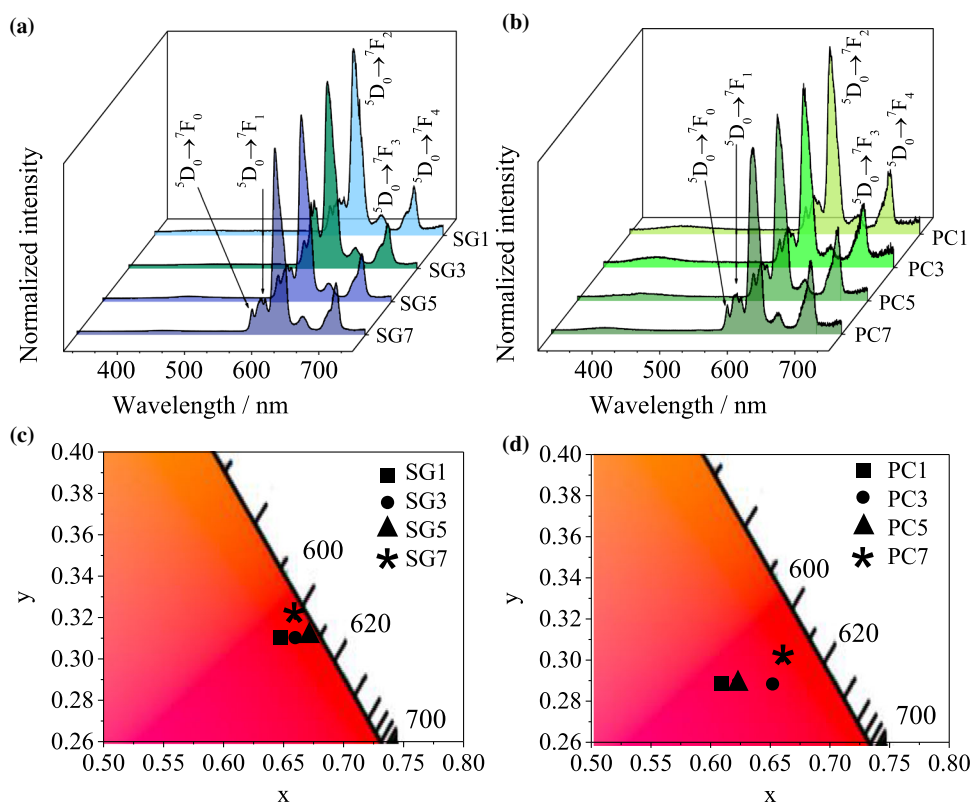 (a)
Normalized intensity
⁵D₀→⁷F₀
⁵D₀→⁷F₁
⁵D₀→⁷F₂
⁵D₀→⁷F₃
⁵D₀→⁷F₄
SG1
SG3
SG5
SG7
400 500 600 700
Wavelength / nm
(b)
Normalized intensity
⁵D₀→⁷F₀
⁵D₀→⁷F₁
⁵D₀→⁷F₂
⁵D₀→⁷F₃
⁵D₀→⁷F₄
PC1
PC3
PC5
PC7
400 500 600 700
Wavelength / nm
(c)
0.40
0.38
0.36
0.34
0.32
0.30
0.28
0.26
y
SG1
SG3
SG5
SG7
600
620
700
0.50 0.55 0.60 0.65 0.70 0.75 0.80
x
(d)
0.40
0.38
0.36
0.34
0.32
0.30
0.28
0.26
y
PC1
PC3
PC5
PC7
600
620
700
0.50 0.55 0.60 0.65 0.70 0.75 0.80
x